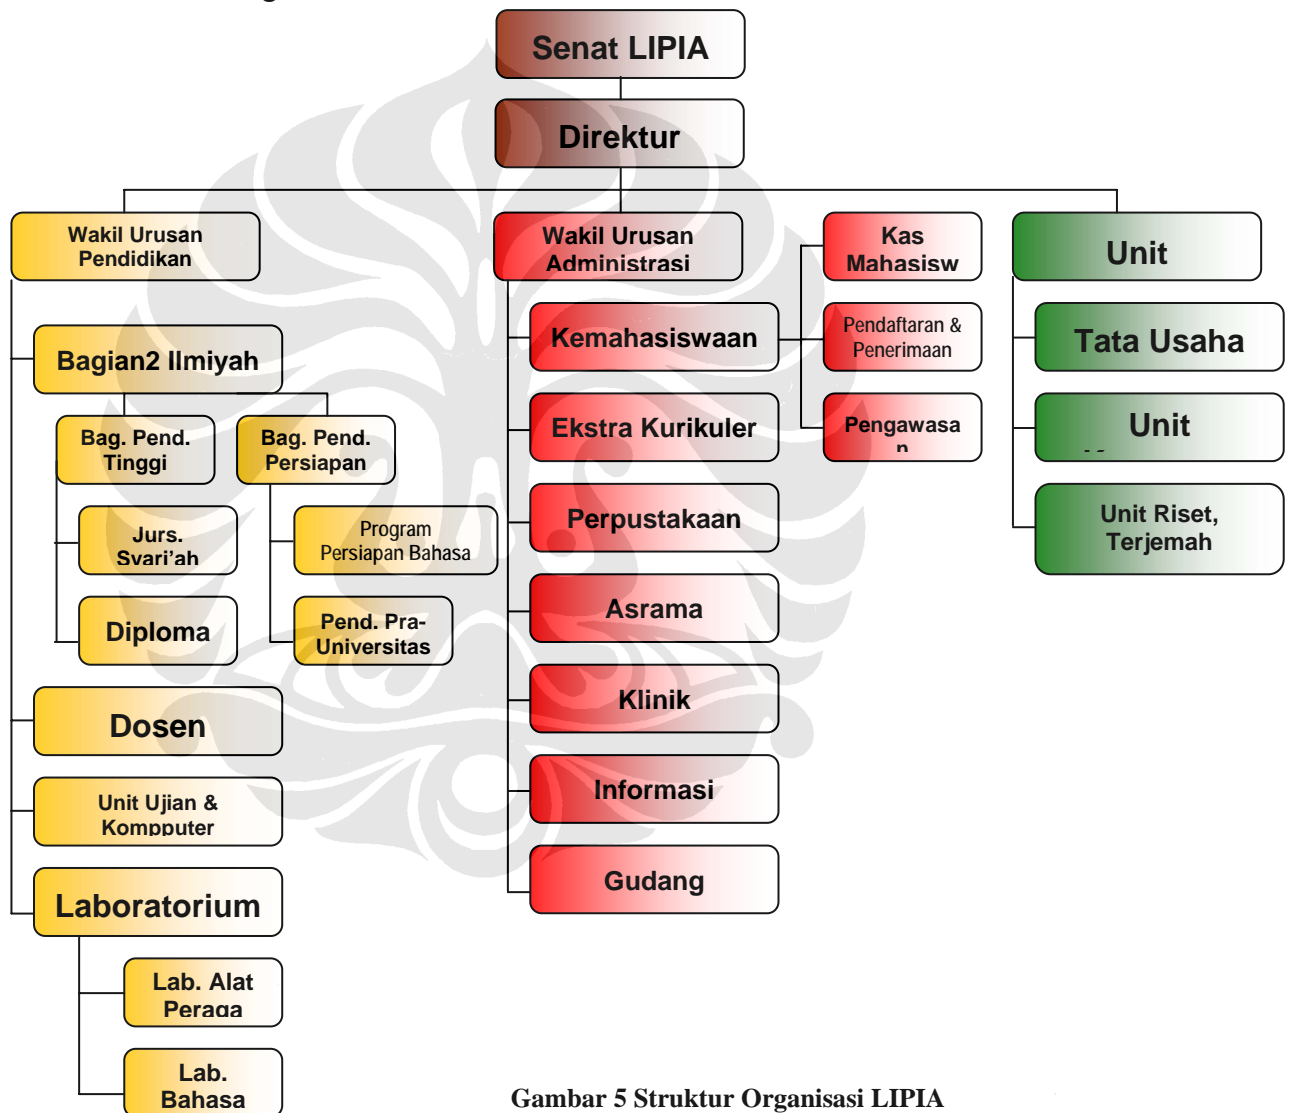 Senat LIPIA
Direktur
Wakil Urusan
Pendidikan
Bagian2 Ilmiyah
Bag. Pend.
Tinggi
Bag. Pend.
Persiapan
Jurs.
Syari’ah
Diploma
Program
Persiapan Bahasa
Pend. Pra-
Universitas
Dosen
Unit Ujian &
Kompputer
Laboratorium
Lab. Alat
Peraga
Lab.
Bahasa
Wakil Urusan
Administrasi
Kemahasiswaan
Ekstra Kurikuler
Perpustakaan
Asrama
Klinik
Informasi
Gudang
Kas
Mahasisw
Pendaftaran &
Penerimaan
Pengawasa
n
Unit
Tata Usaha
Unit
Unit Riset,
Terjemah
Gambar 5 Struktur Organisasi LIPIA